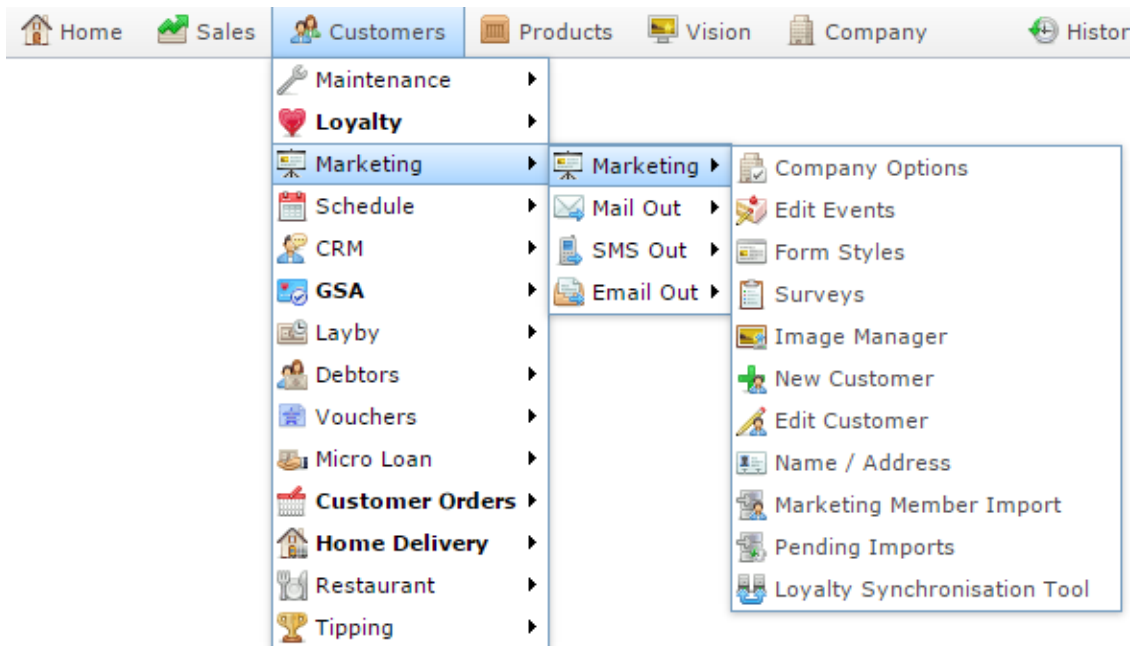 Home Sales Customers Products Vision Company Histor
Maintenance
Loyalty
Marketing
Schedule
CRM
GSA
Layby
Debtors
Vouchers
Micro Loan
Customer Orders
Home Delivery
Restaurant
Tipping
Marketing
Mail Out
SMS Out
Email Out
Company Options
Edit Events
Form Styles
Surveys
Image Manager
New Customer
Edit Customer
Name / Address
Marketing Member Import
Pending Imports
Loyalty Synchronisation Tool